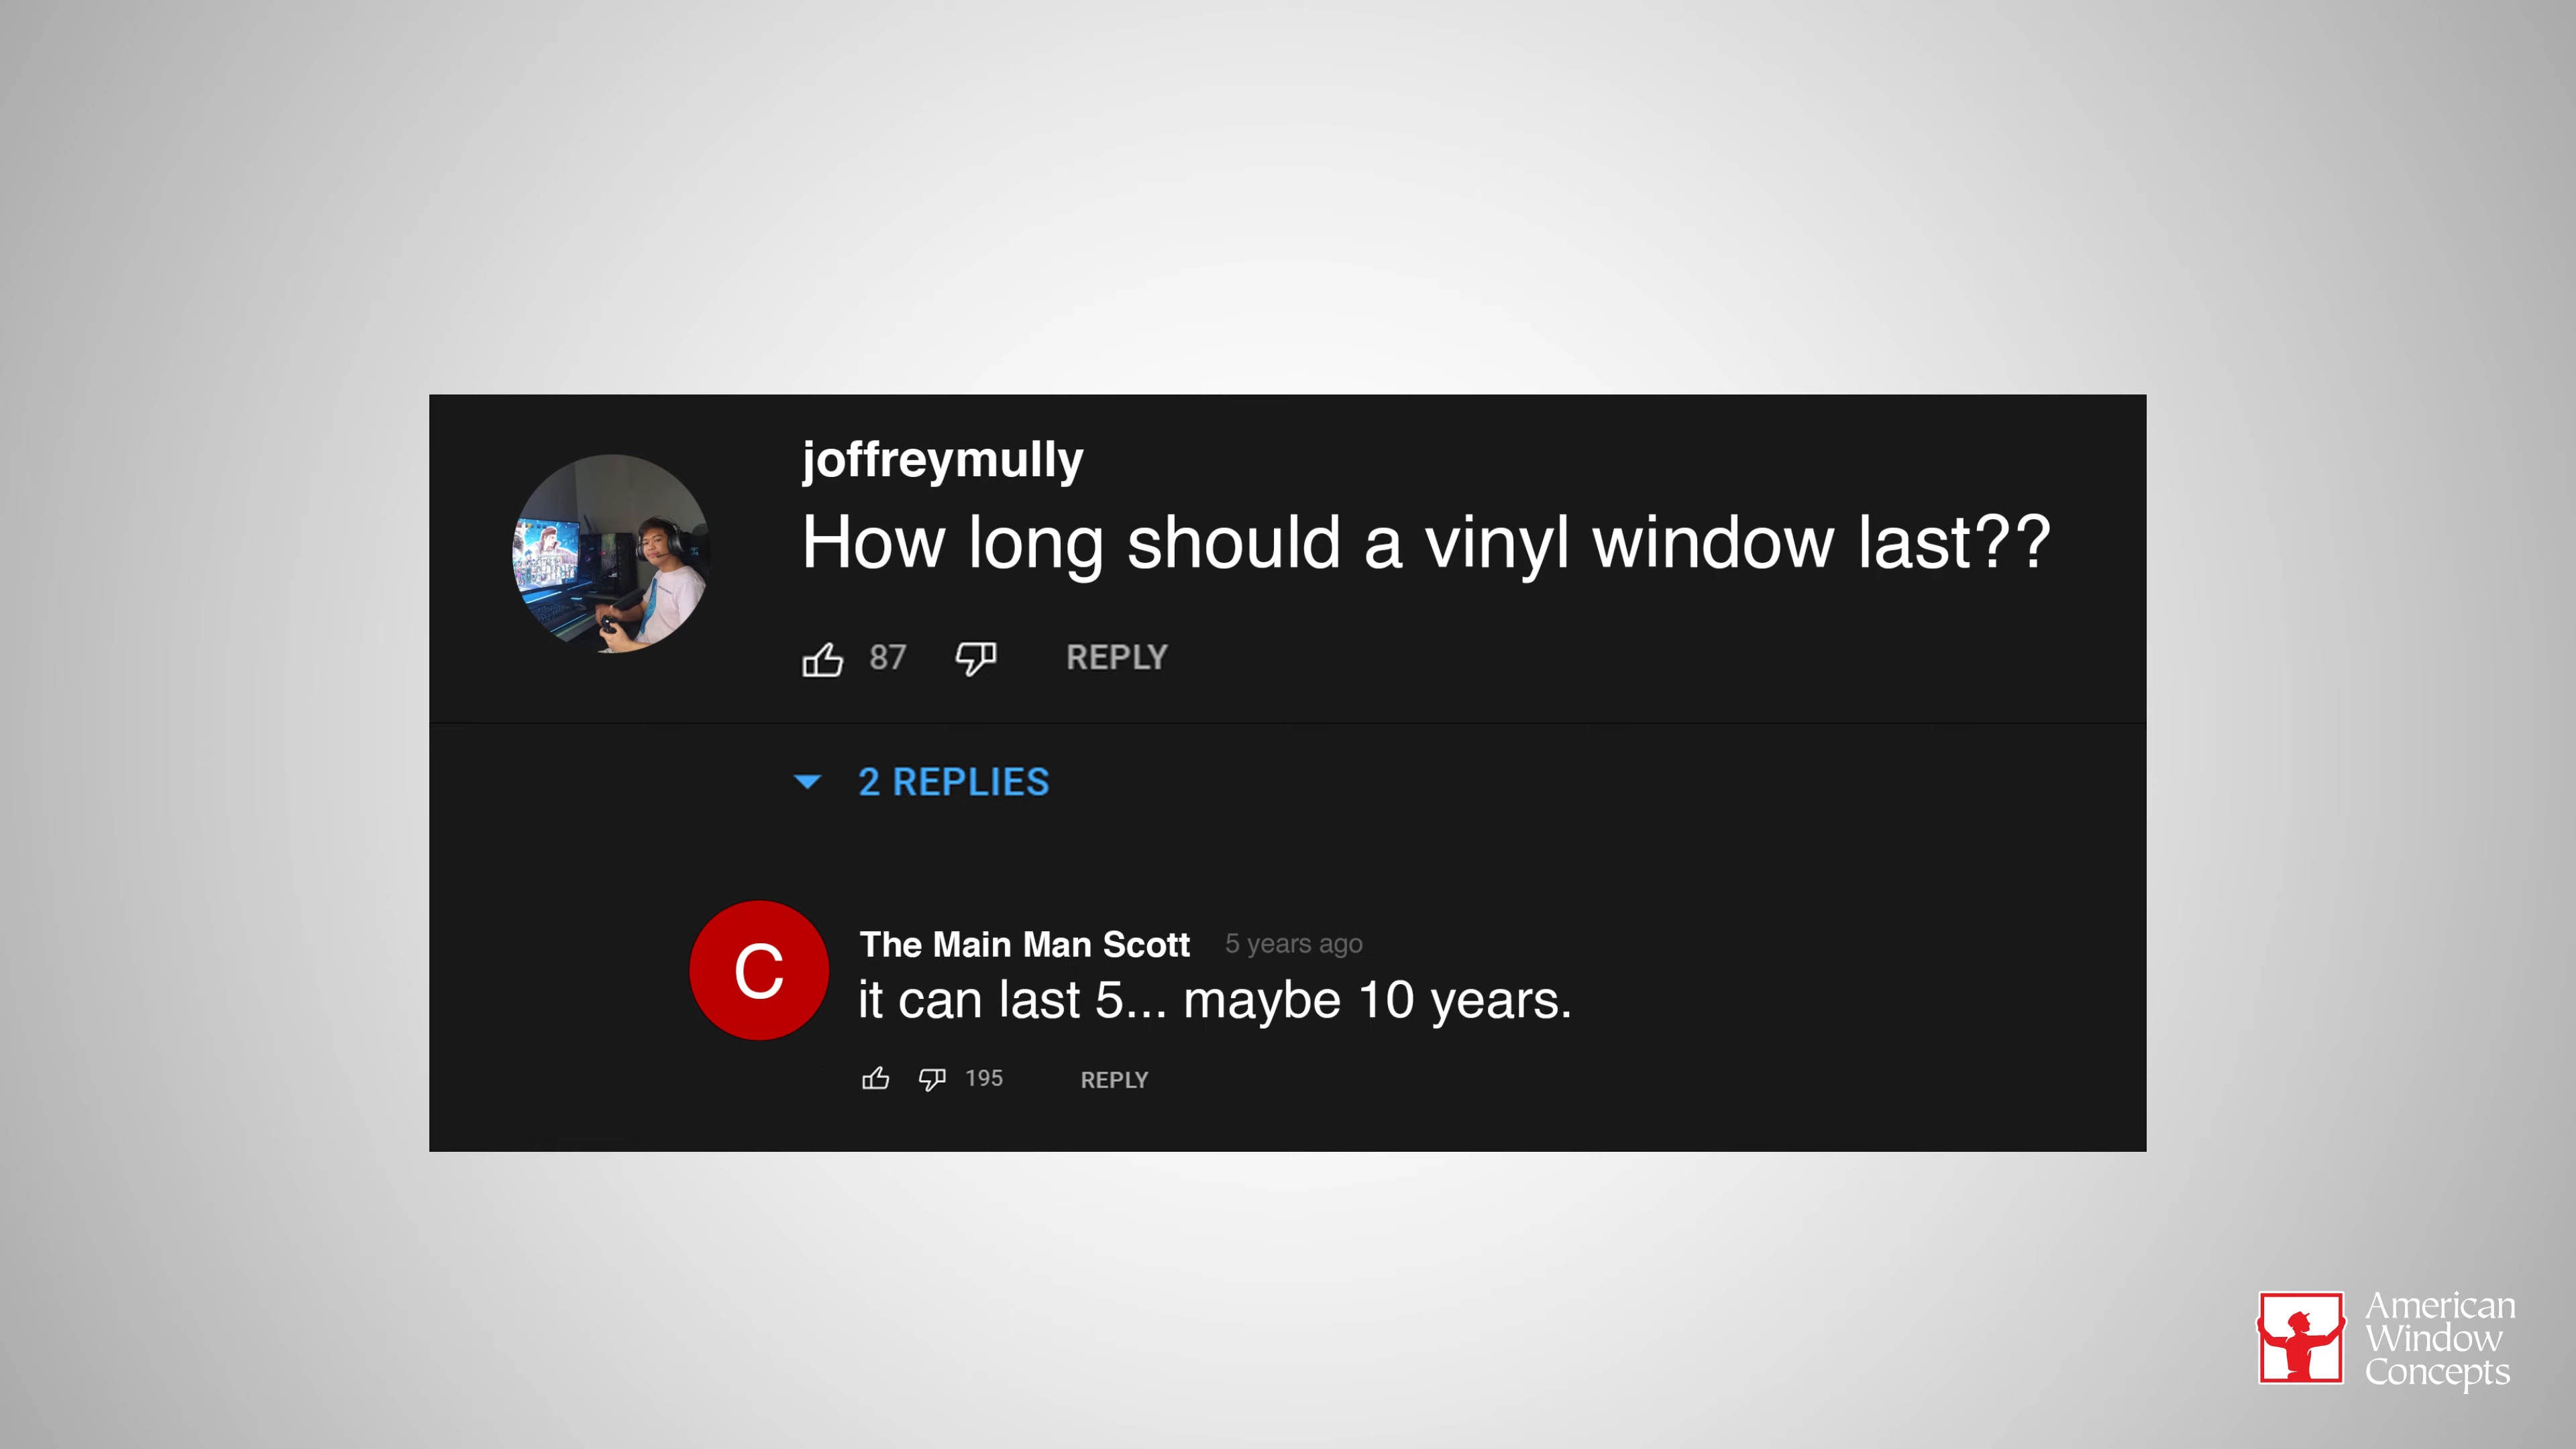 joffreymully
How long should a vinyl window last??
87 REPLY
2 REPLIES
C
The Main Man Scott 5 years ago
it can last 5... maybe 10 years.
195 REPLY
American
Window
Concepts